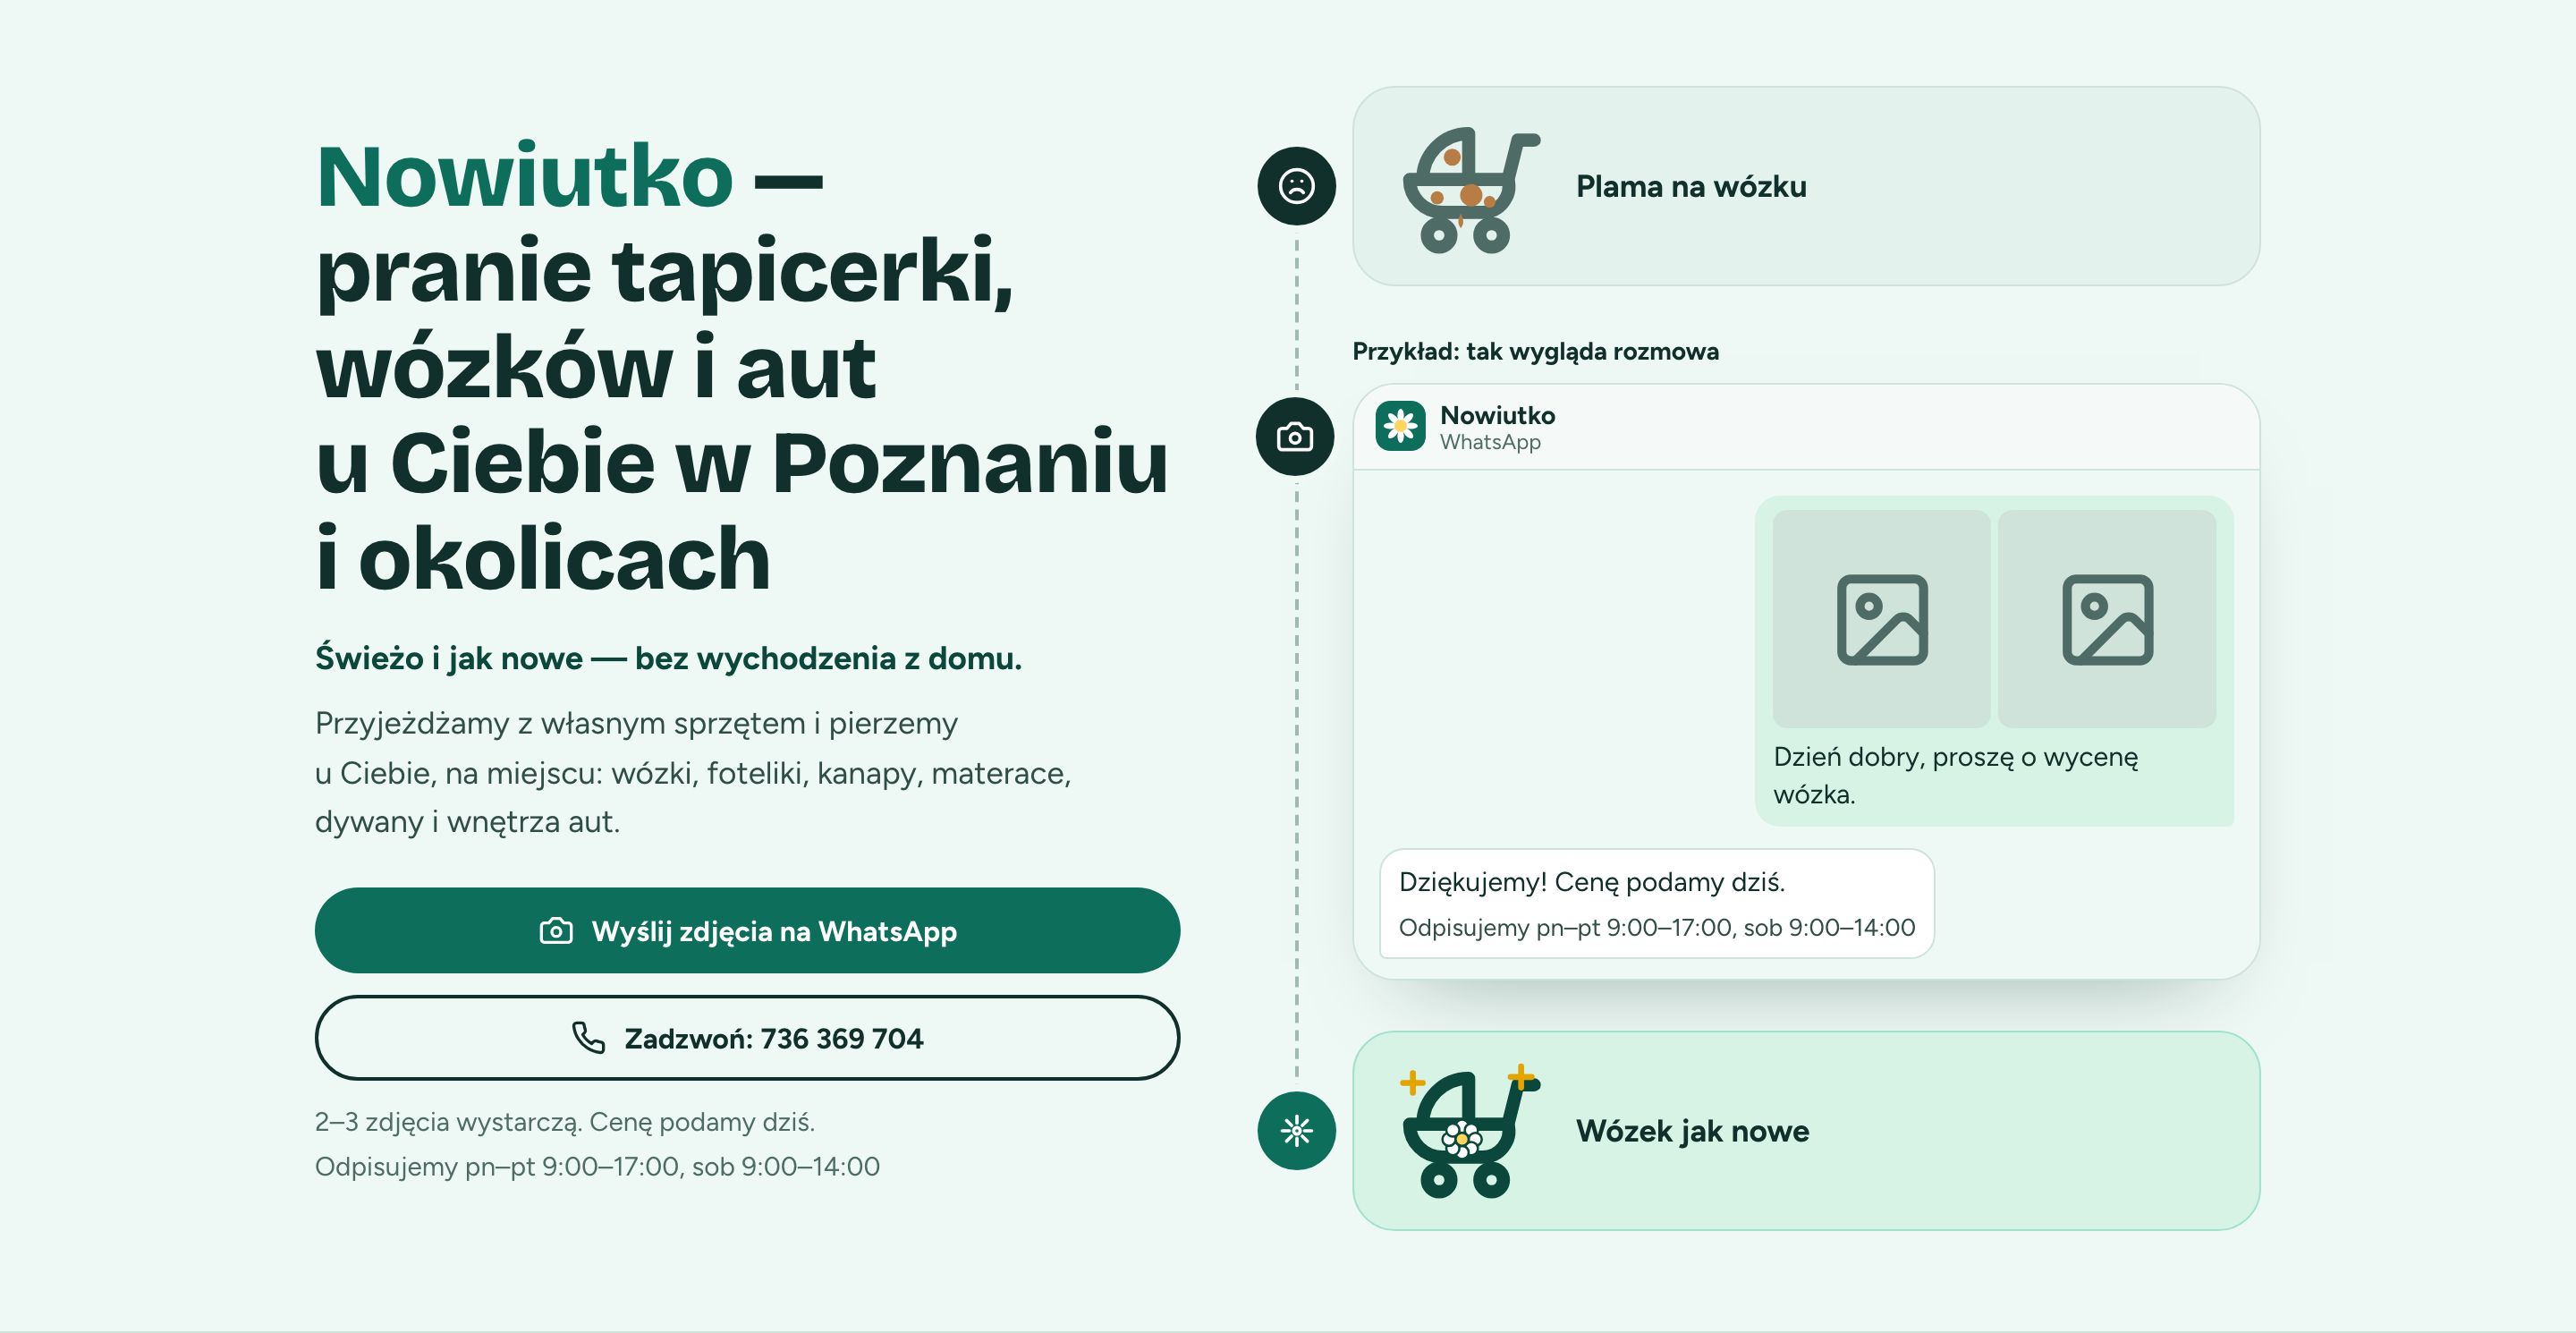 Nowiutko —
pranie tapicerki,
wózków i aut
u Ciebie w Poznaniu
i okolicach
Świeżo i jak nowe — bez wychodzenia z domu.
Przyjeżdżamy z własnym sprzętem i pierzemy
u Ciebie, na miejscu: wózki, foteliki, kanapy, materace,
dywany i wnętrza aut.
Wyślij zdjęcia na WhatsApp
Zadzwoń: 736 369 704
2–3 zdjęcia wystarczą. Cenę podamy dziś.
Odpisujemy pn–pt 9:00–17:00, sob 9:00–14:00
Plama na wózku
Przykład: tak wygląda rozmowa
Nowiutko
WhatsApp
Dzień dobry, proszę o wycenę
wózka.
Dziękujemy! Cenę podamy dziś.
Odpisujemy pn–pt 9:00–17:00, sob 9:00–14:00
Wózek jak nowe